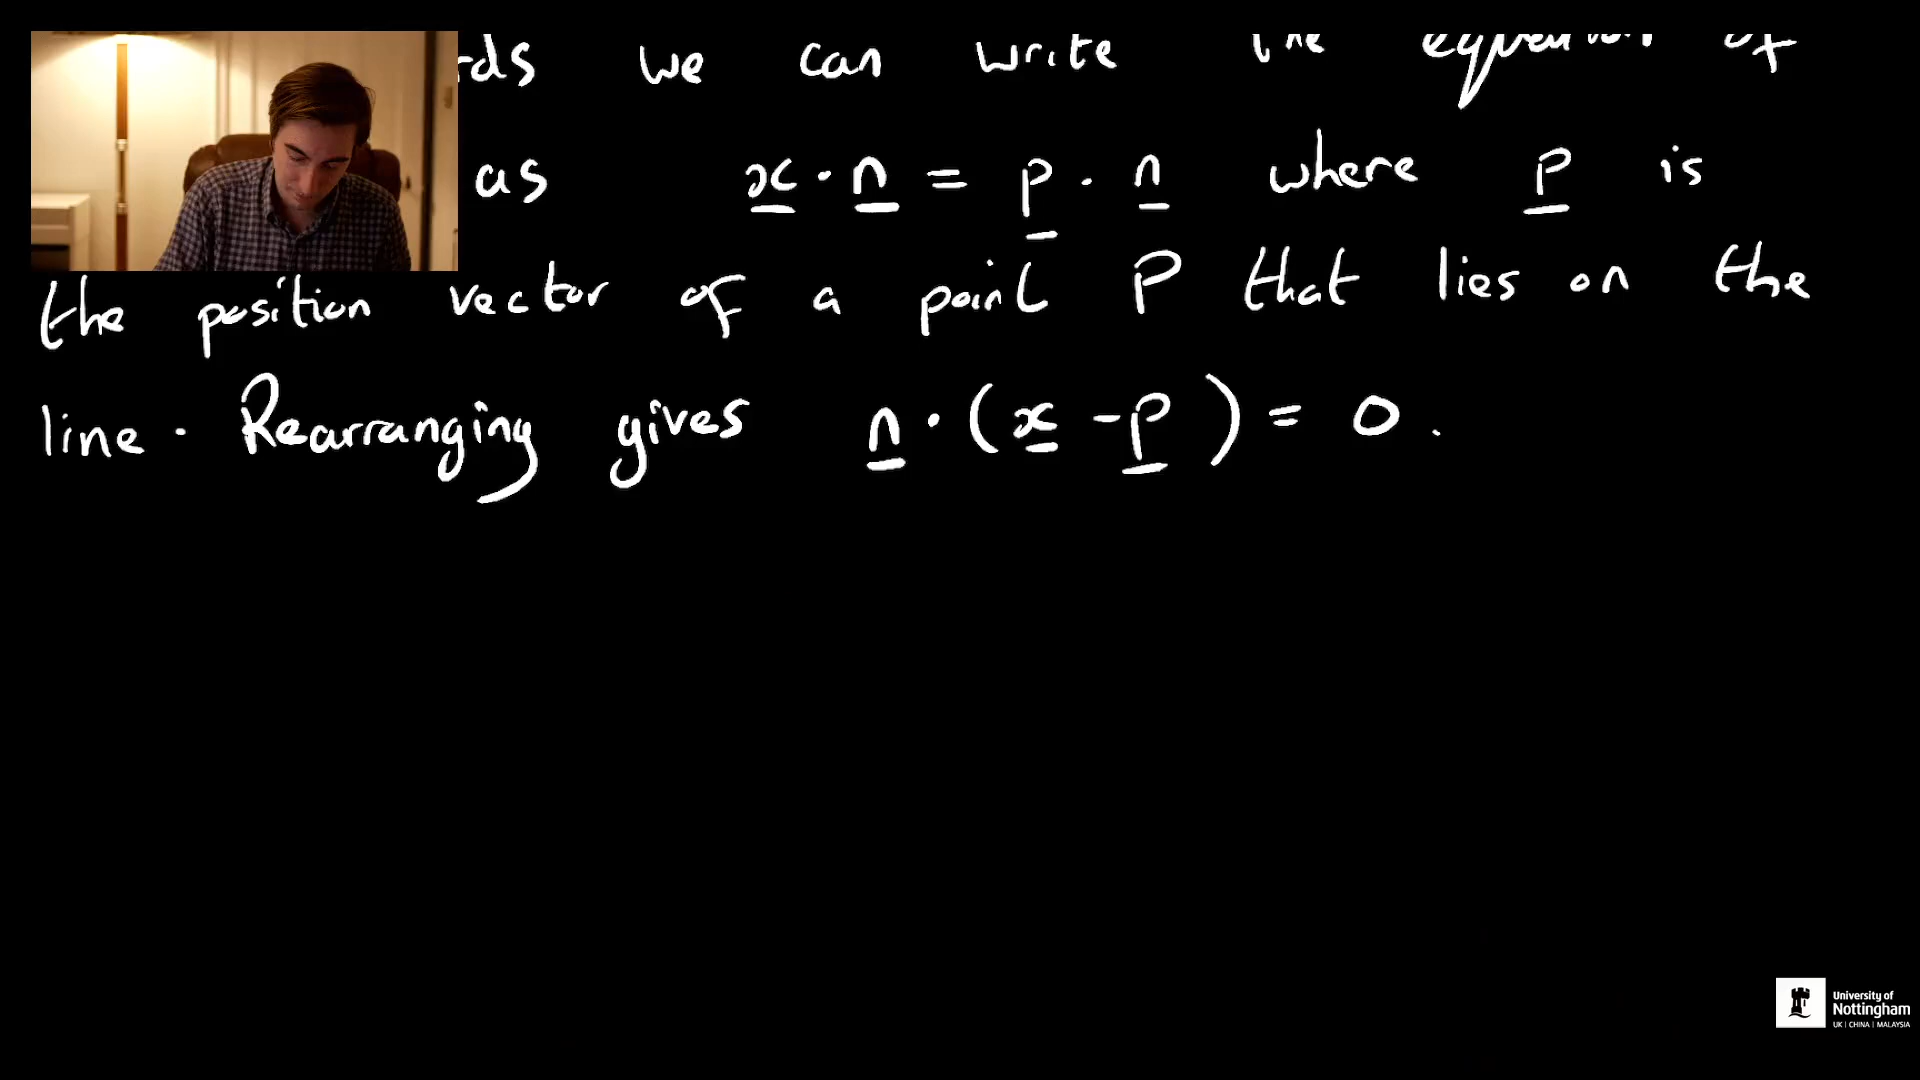 rds we can write the equation of
as x · n = p · n where p is
the position vector of a point P that lies on the
line. Rearranging gives n · (x - p) = 0.
University of
Nottingham
UK | CHINA | MALAYSIA